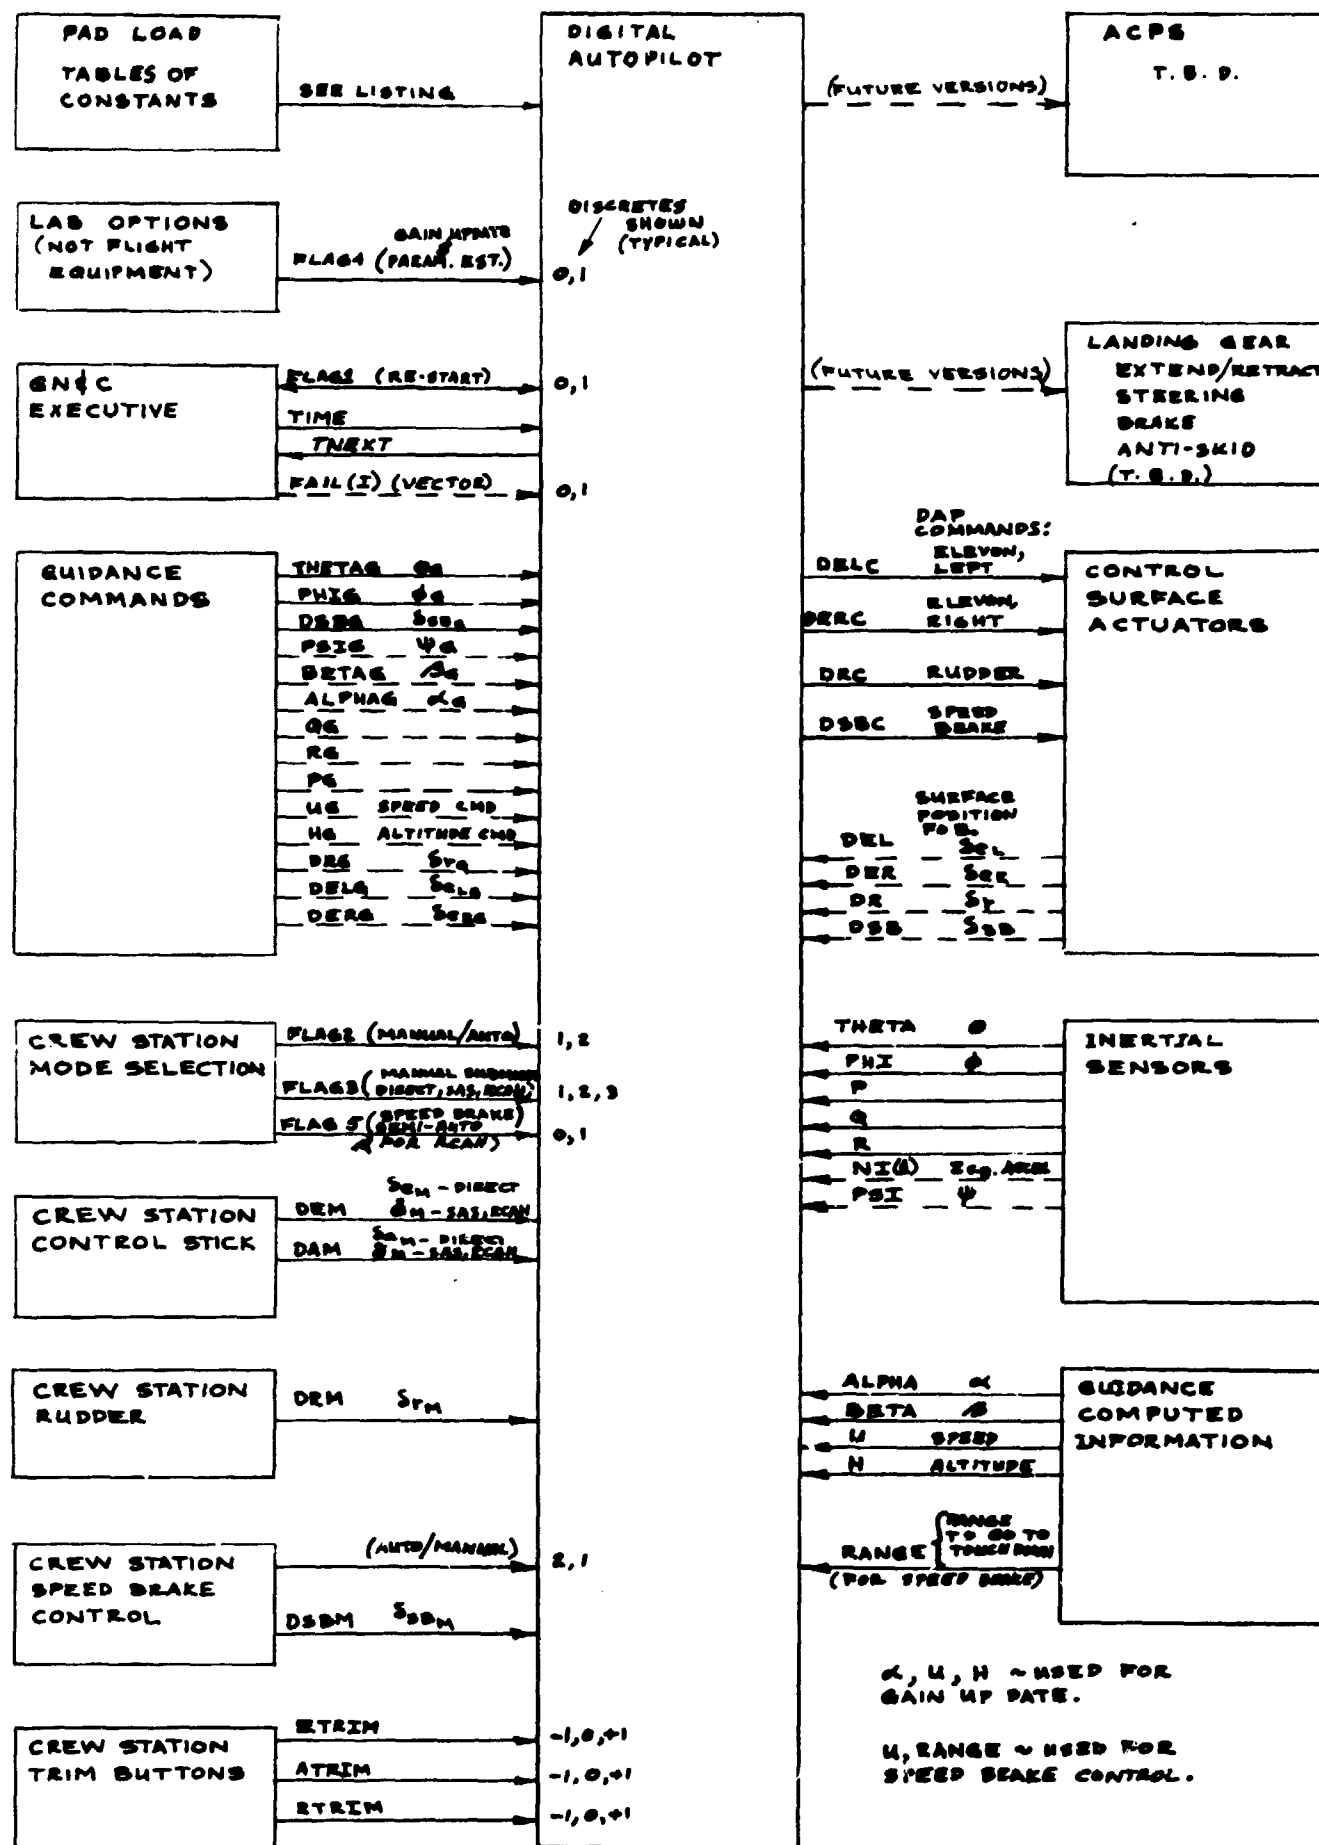 PAD LOAD
TABLES OF
CONSTANTS
SEE LISTING
DIGITAL
AUTOPILOT
(FUTURE VERSIONS)
ACPS
T. B. D.
LAB OPTIONS
(NOT FLIGHT
EQUIPMENT)
GAIN UPDATE
FLAG4 (PARAM. EST.)
DISCRETES
SHOWN
(TYPICAL)
0,1
GN&C
EXECUTIVE
(RE-START)
0,1
TIME
TNEXT
FAIL(I) (VECTOR)
0,1
(FUTURE VERSIONS)
LANDING GEAR
EXTEND/RETRACT
STEERING
BRAKE
ANTI-SKID
(T. B. D.)
GUIDANCE
COMMANDS
THETAG θG
PHIG ϕG
DSBG δSBG
PSIG ΨG
BETAG βG
ALPHAG αG
QG
RG
PG
UG SPEED CMD
HG ALTITUDE CMD
DRG δrG
DELG δeLG
DERG δeRG
DAP
COMMANDS:
DELC ELEVON, LEFT
DERC ELEVON, RIGHT
DRC RUDDER
DSBC SPEED BRAKE
CONTROL
SURFACE
ACTUATORS
SURFACE
POSITION
DEL δeL
DER δeR
DR δr
DSB δSB
CREW STATION
MODE SELECTION
FLAG2 (MANUAL/AUTO)
1,2
FLAG3 (MANUAL
DIRECT, SAS, RCAH)
1,2,3
FLAG 5 (SPEED BRAKE)
SEMI-AUTO
FOR RCAH)
0,1
THETA θ
PHI ϕ
P
Q
R
ACCEL
PSI Ψ
INERTIAL
SENSORS
CREW STATION
CONTROL STICK
DEM δeM - DIRECT
- SAS, RCAH
DAM δaM - DIRECT
- SAS, RCAH
CREW STATION
RUDDER
DRM δrM
ALPHA α
BETA β
U SPEED
H ALTITUDE
RANGE { RANGE
TO GO TO
TOUCH DOWN
(FOR SPEED BRAKE)
GUIDANCE
COMPUTED
INFORMATION
CREW STATION
SPEED BRAKE
CONTROL
(AUTO/MANUAL)
2,1
DSBM δSBM
α, U, H ~ USED FOR
GAIN UP DATE.
U, RANGE ~ USED FOR
SPEED BRAKE CONTROL.
CREW STATION
TRIM BUTTONS
ETRIM
-1,0,+1
ATRIM
-1,0,+1
RTRIM
-1,0,+1